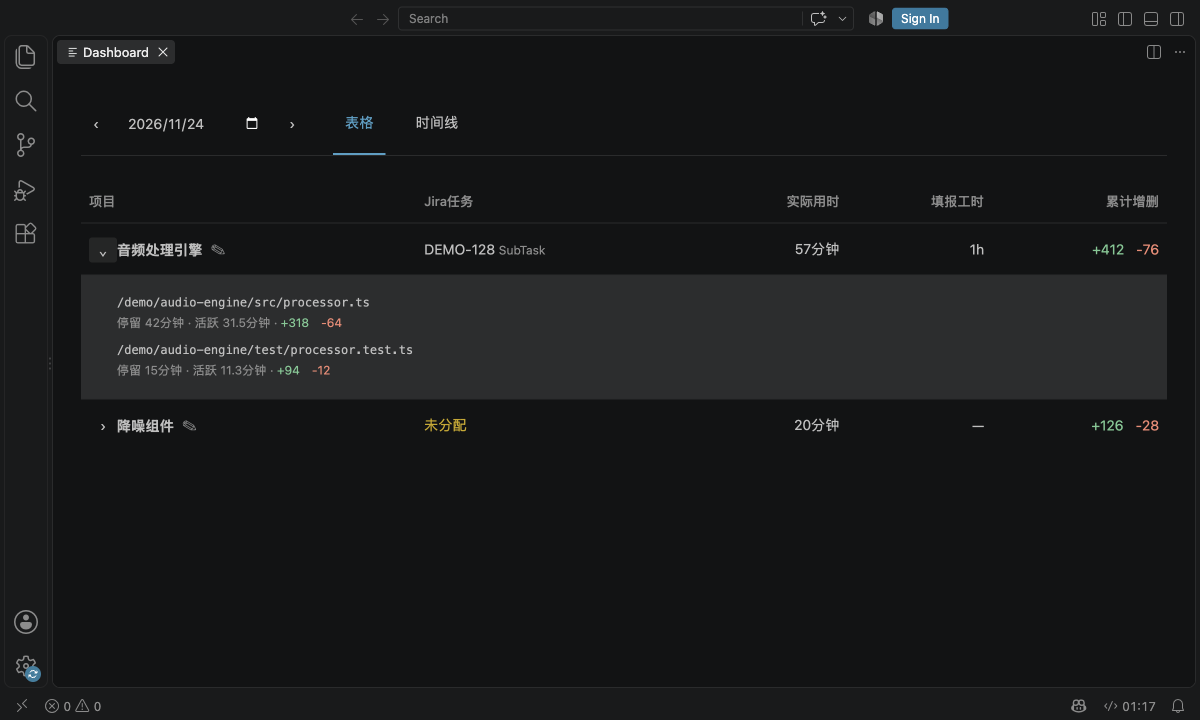 Search
Sign In
Dashboard
2026/11/24
表格
时间线
项目 Jira任务 实际用时 填报工时 累计增删
音频处理引擎 DEMO-128 SubTask 57分钟 1h +412 -76
/demo/audio-engine/src/processor.ts
停留 42分钟 · 活跃 31.5分钟 · +318 -64
/demo/audio-engine/test/processor.test.ts
停留 15分钟 · 活跃 11.3分钟 · +94 -12
降噪组件 未分配 20分钟 — +126 -28
0 0 01:17